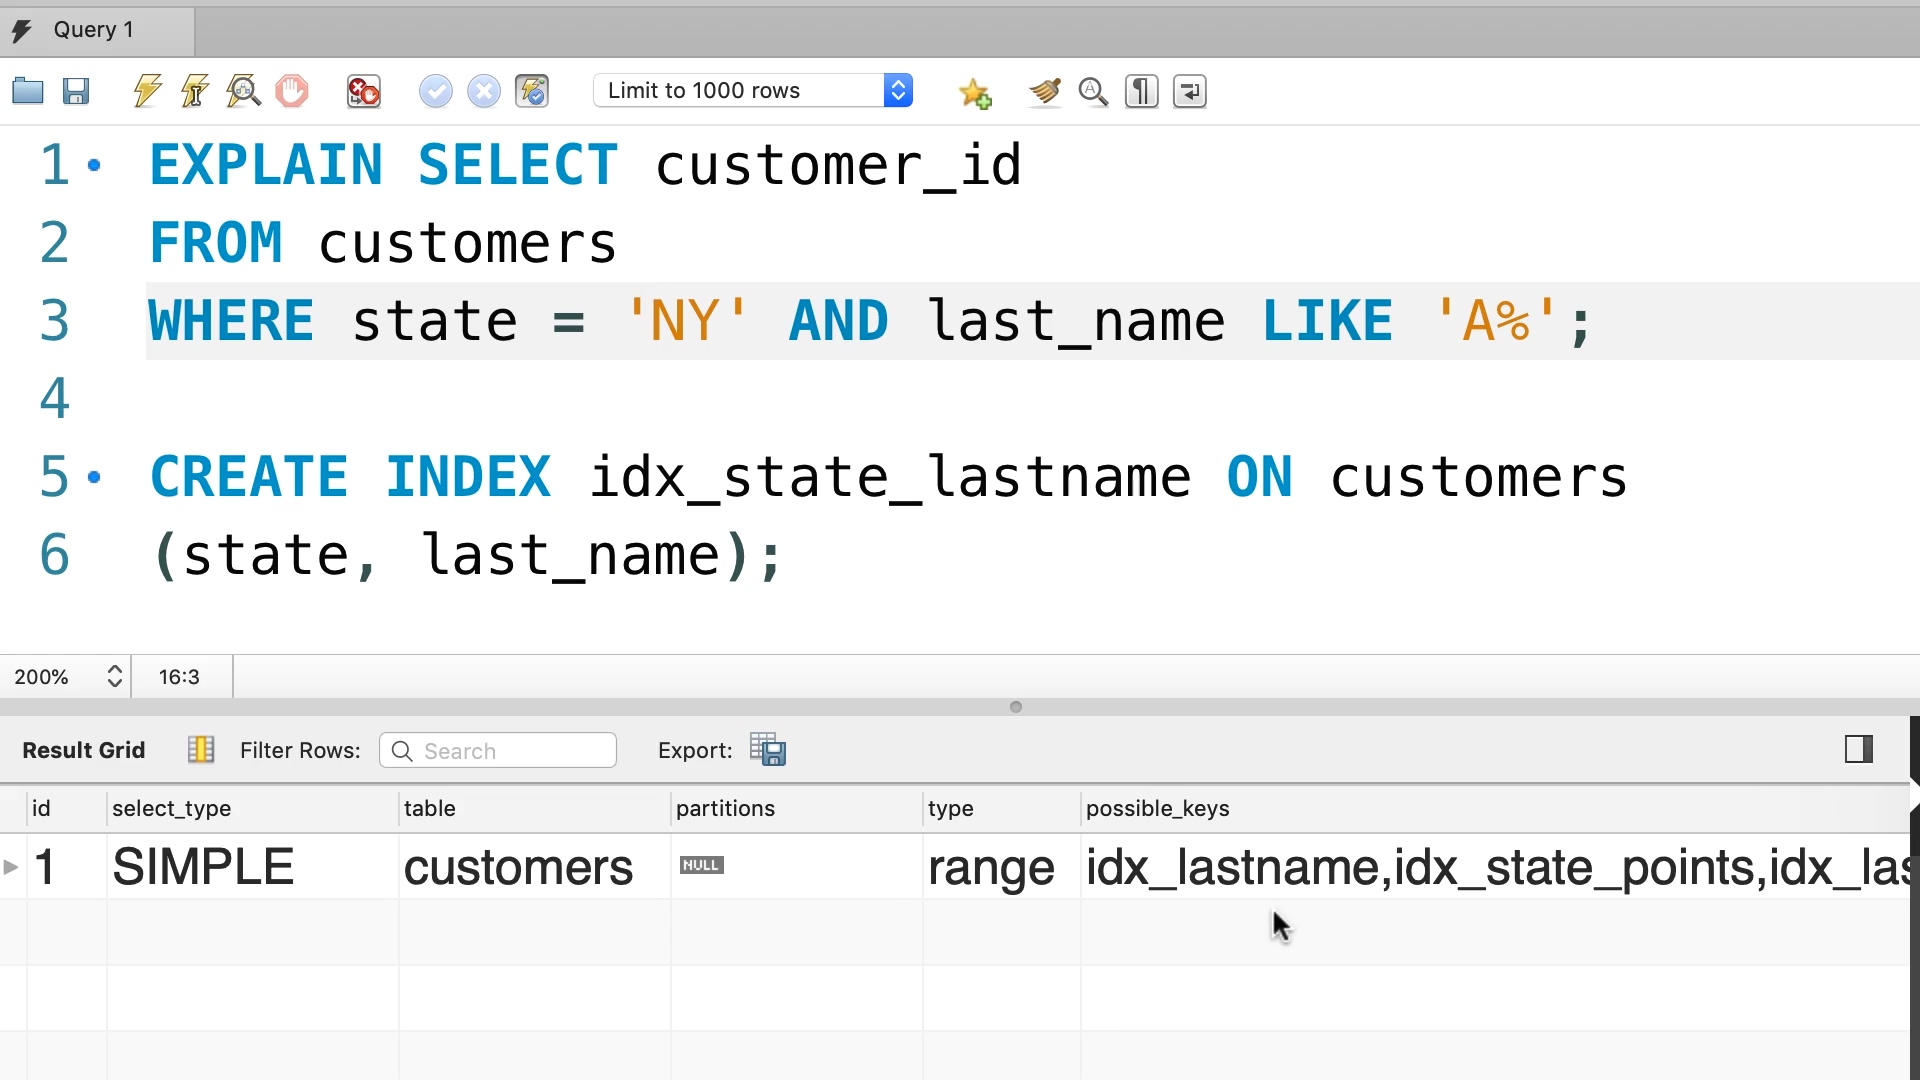 Query 1
Limit to 1000 rows
1 EXPLAIN SELECT customer_id
2 FROM customers
3 WHERE state = 'NY' AND last_name LIKE 'A%';
4
5 CREATE INDEX idx_state_lastname ON customers
6 (state, last_name);
200% 16:3
Result Grid Filter Rows: Search Export:
id select_type table partitions type possible_keys
1 SIMPLE customers NULL range idx_lastname,idx_state_points,idx_las